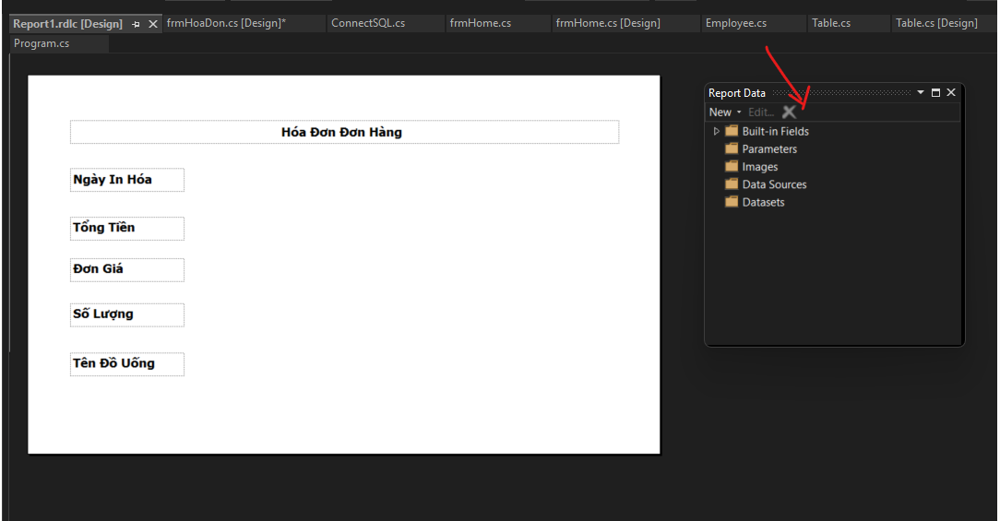 Report1.rdlc [Design] frmHoaDon.cs [Design]* ConnectSQL.cs frmHome.cs frmHome.cs [Design] Employee.cs Table.cs Table.cs [Design]
Program.cs
Hóa Đơn Đơn Hàng
Ngày In Hóa
Tổng Tiền
Đơn Giá
Số Lượng
Tên Đồ Uống
Report Data
New Edit...
Built-in Fields
Parameters
Images
Data Sources
Datasets